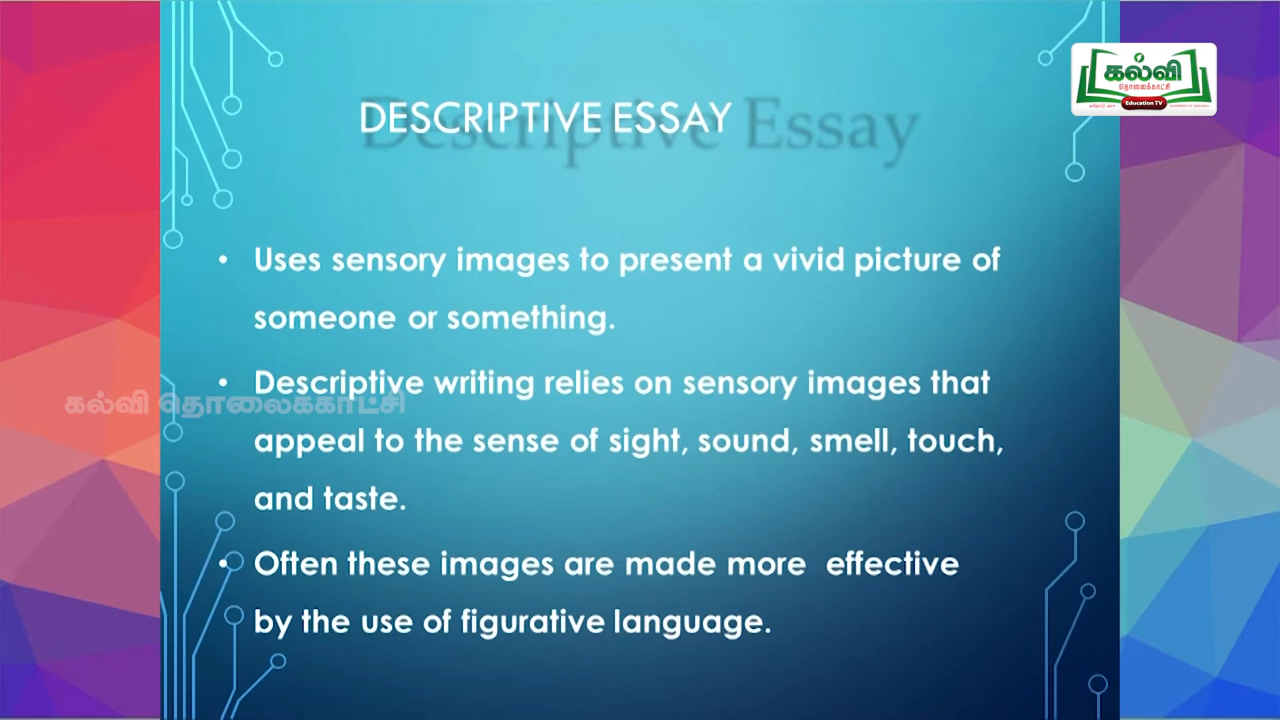 கல்வி
தொலைக்காட்சி
Education TV
DESCRIPTIVE ESSAY
Descriptive Essay
• Uses sensory images to present a vivid picture of
someone or something.
• Descriptive writing relies on sensory images that
கல்வி தொலைக்காட்சி
appeal to the sense of sight, sound, smell, touch,
and taste.
• Often these images are made more effective
by the use of figurative language.